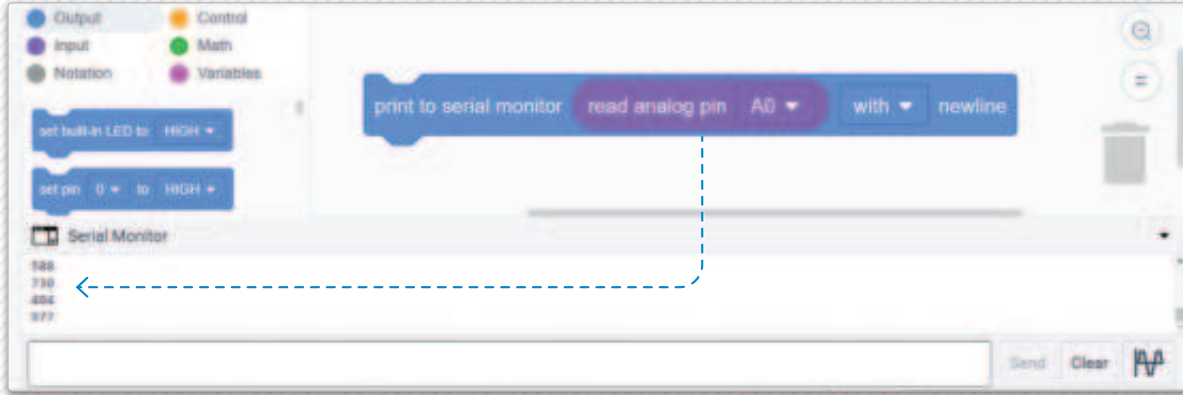 Output Control
Input Math
Notation Variables
set built-in LED to HIGH
set pin 0 to HIGH
print to serial monitor read analog pin A0 with newline
Serial Monitor
588
730
Send Clear